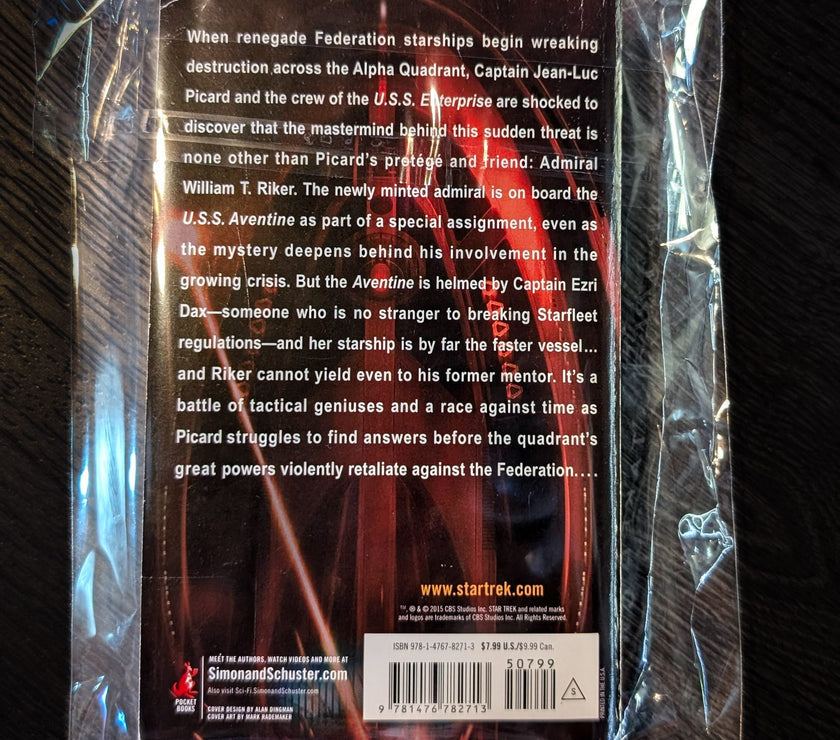 When renegade Federation starships begin wreaking
destruction across the Alpha Quadrant, Captain Jean-Luc
Picard and the crew of the U.S.S. Enterprise are shocked to
discover that the mastermind behind this sudden threat is
none other than Picard's protégé and friend: Admiral
William T. Riker. The newly minted admiral is on board the
U.S.S. Aventine as part of a special assignment, even as
the mystery deepens behind his involvement in the
growing crisis. But the Aventine is helmed by Captain Ezri
Dax—someone who is no stranger to breaking Starfleet
regulations—and her starship is by far the faster vessel...
and Riker cannot yield even to his former mentor. It's a
battle of tactical geniuses and a race against time as
Picard struggles to find answers before the quadrant's
great powers violently retaliate against the Federation....
www.startrek.com
™, ® & © 2015 CBS Studios Inc. STAR TREK and related marks
and logos are trademarks of CBS Studios Inc. All Rights Reserved.
ISBN 978-1-4767-8271-3 $7.99 U.S./$9.99 Can.
50799
S
9 781476 782713
PRINTED IN THE U.S.A.
MEET THE AUTHORS, WATCH VIDEOS AND MORE AT
SimonandSchuster.com
Also visit Sci-Fi.SimonandSchuster.com
POCKET
BOOKS
COVER DESIGN BY ALAN DINGMAN
COVER ART BY MARK RADEMAKER